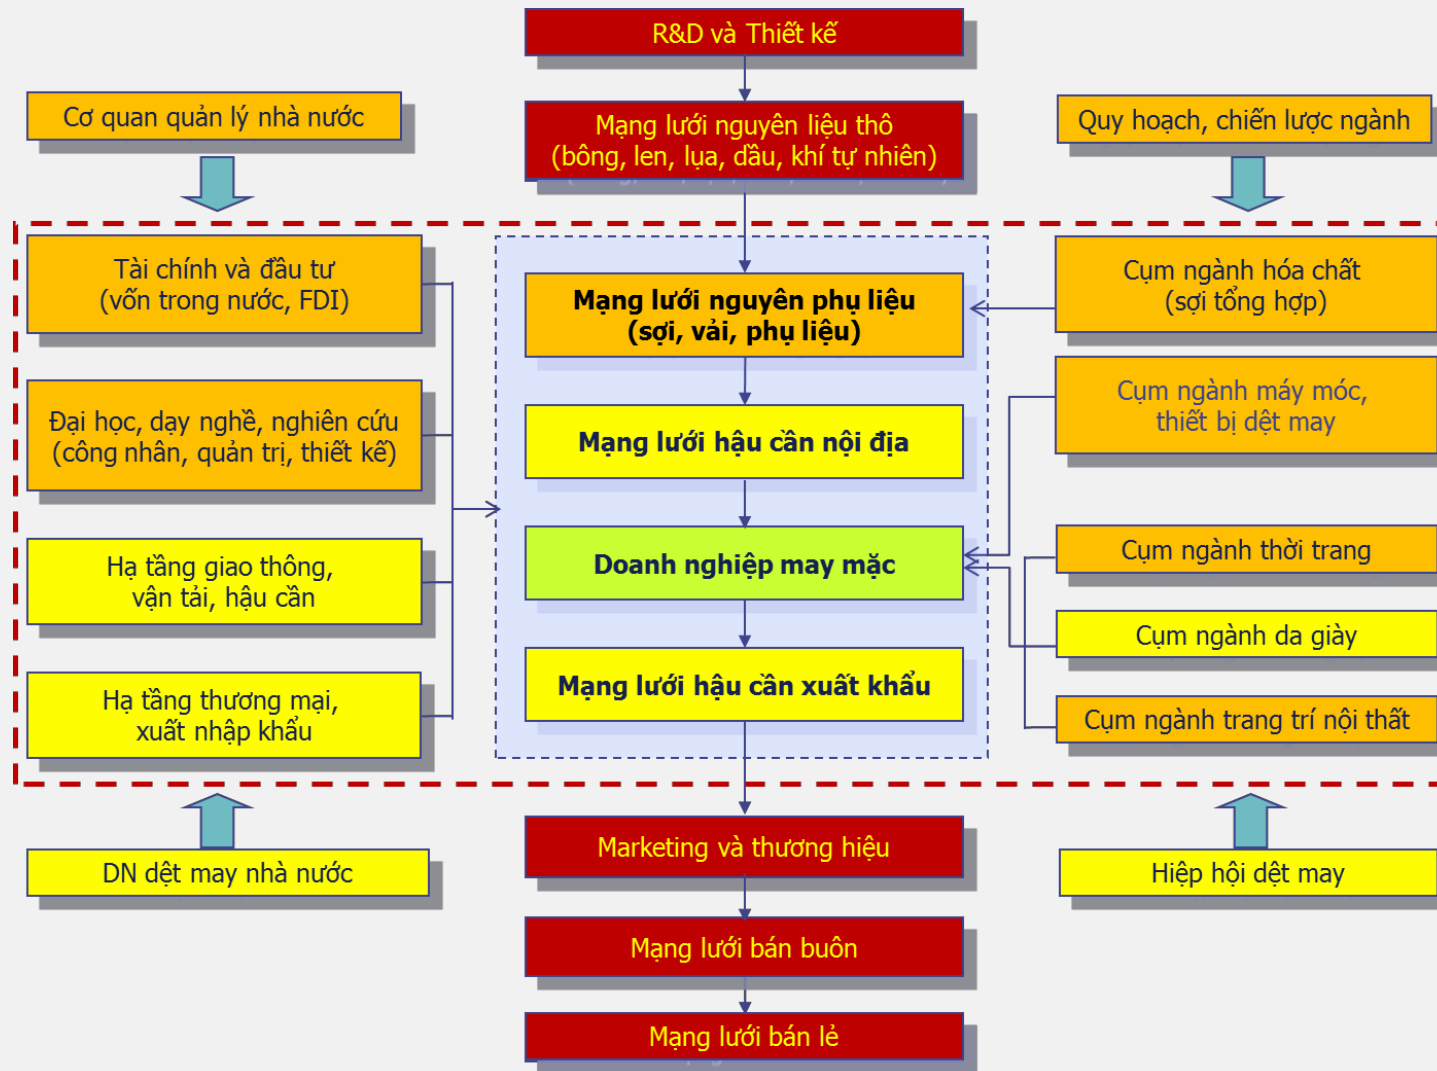 R&D và Thiết kế
Cơ quan quản lý nhà nước
Mạng lưới nguyên liệu thô
(bông, len, lụa, dầu, khí tự nhiên)
Quy hoạch, chiến lược ngành
Tài chính và đầu tư
(vốn trong nước, FDI)
Mạng lưới nguyên phụ liệu
(sợi, vải, phụ liệu)
Cụm ngành hóa chất
(sợi tổng hợp)
Đại học, dạy nghề, nghiên cứu
(công nhân, quản trị, thiết kế)
Mạng lưới hậu cần nội địa
Cụm ngành máy móc,
thiết bị dệt may
Hạ tầng giao thông,
vận tải, hậu cần
Doanh nghiệp may mặc
Cụm ngành thời trang
Cụm ngành da giày
Hạ tầng thương mại,
xuất nhập khẩu
Mạng lưới hậu cần xuất khẩu
Cụm ngành trang trí nội thất
DN dệt may nhà nước
Marketing và thương hiệu
Hiệp hội dệt may
Mạng lưới bán buôn
Mạng lưới bán lẻ